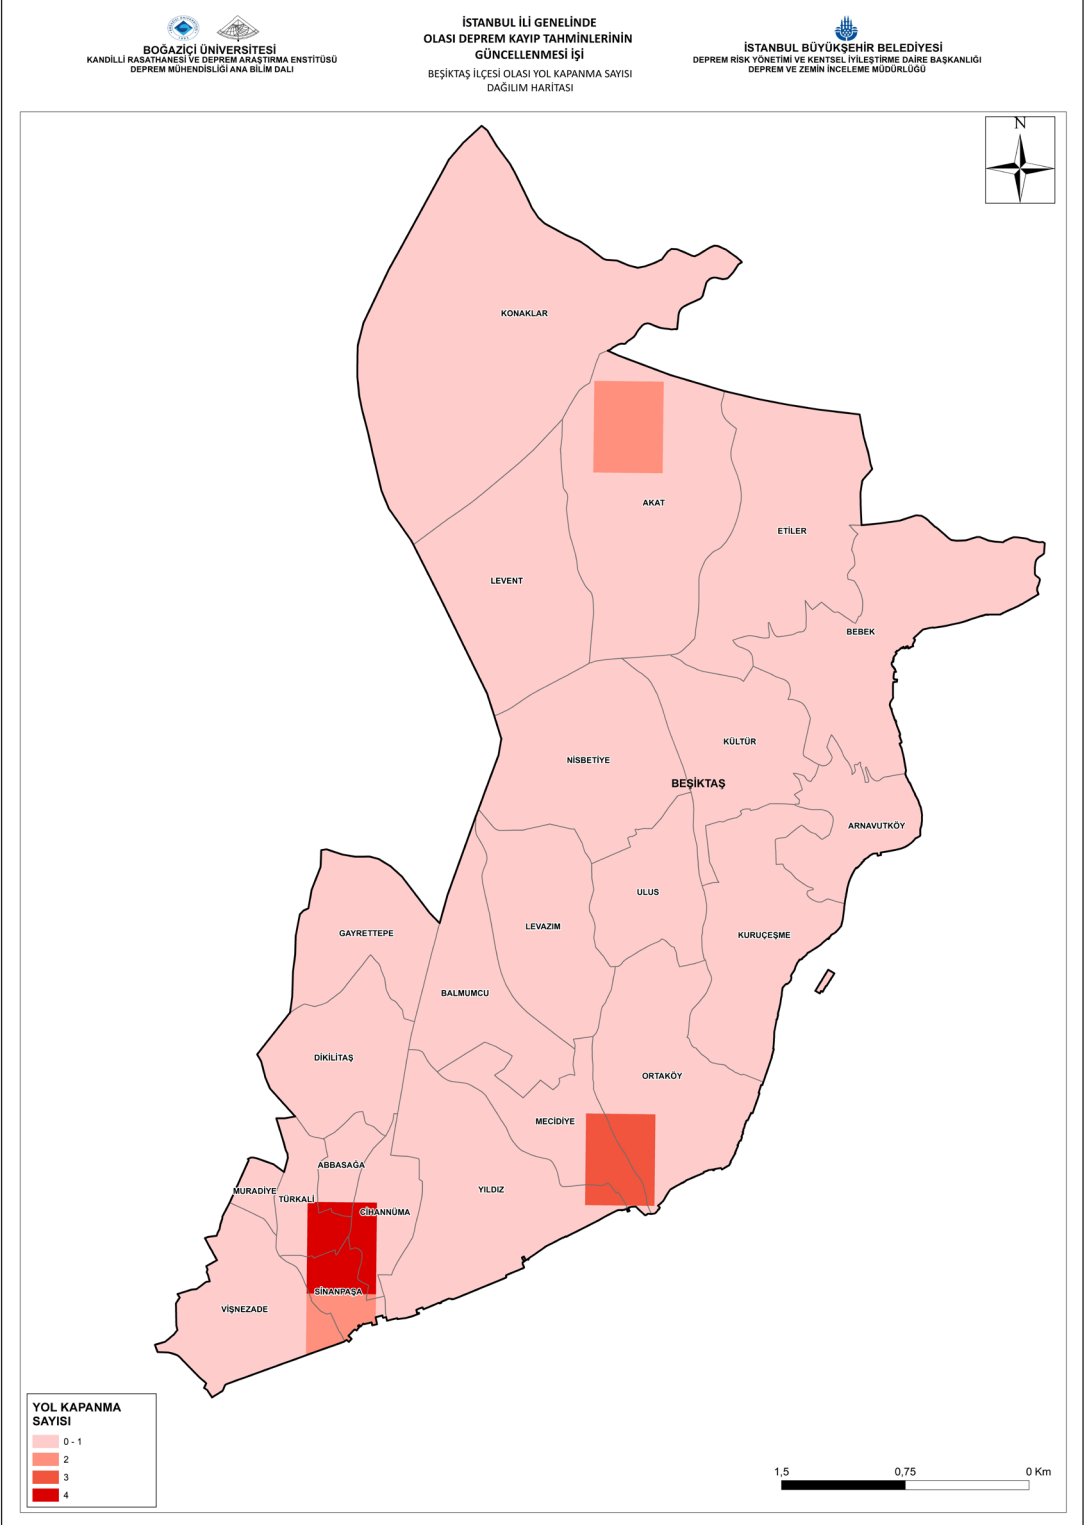 BOĞAZİÇİ ÜNİVERSİTESİ
KANDİLLİ RASATHANESİ VE DEPREM ARAŞTIRMA ENSTİTÜSÜ
DEPREM MÜHENDİSLİĞİ ANA BİLİM DALI
İSTANBUL İLİ GENELİNDE
OLASI DEPREM KAYIP TAHMİNLERİNİN
GÜNCELLENMESİ İŞİ
BEŞİKTAŞ İLÇESİ OLASI YOL KAPANMA SAYISI
DAĞILIM HARİTASI
İSTANBUL BÜYÜKŞEHİR BELEDİYESİ
DEPREM RİSK YÖNETİMİ VE KENTSEL İYİLEŞTİRME DAİRE BAŞKANLIĞI
DEPREM VE ZEMİN İNCELEME MÜDÜRLÜĞÜ
N
KONAKLAR
AKAT
ETİLER
LEVENT
BEBEK
KÜLTÜR
NİSBETİYE
BEŞİKTAŞ
ARNAVUTKÖY
ULUS
LEVAZIM
GAYRETTEPE
KURUÇEŞME
BALMUMCU
DİKİLİTAŞ
ORTAKÖY
MECİDİYE
ABBASAĞA
MURADİYE
TÜRKALİ
YILDIZ
CİHANNÜMA
SİNANPAŞA
VİŞNEZADE
YOL KAPANMA
SAYISI
0 - 1
2
3
4
1,5 0,75 0 Km